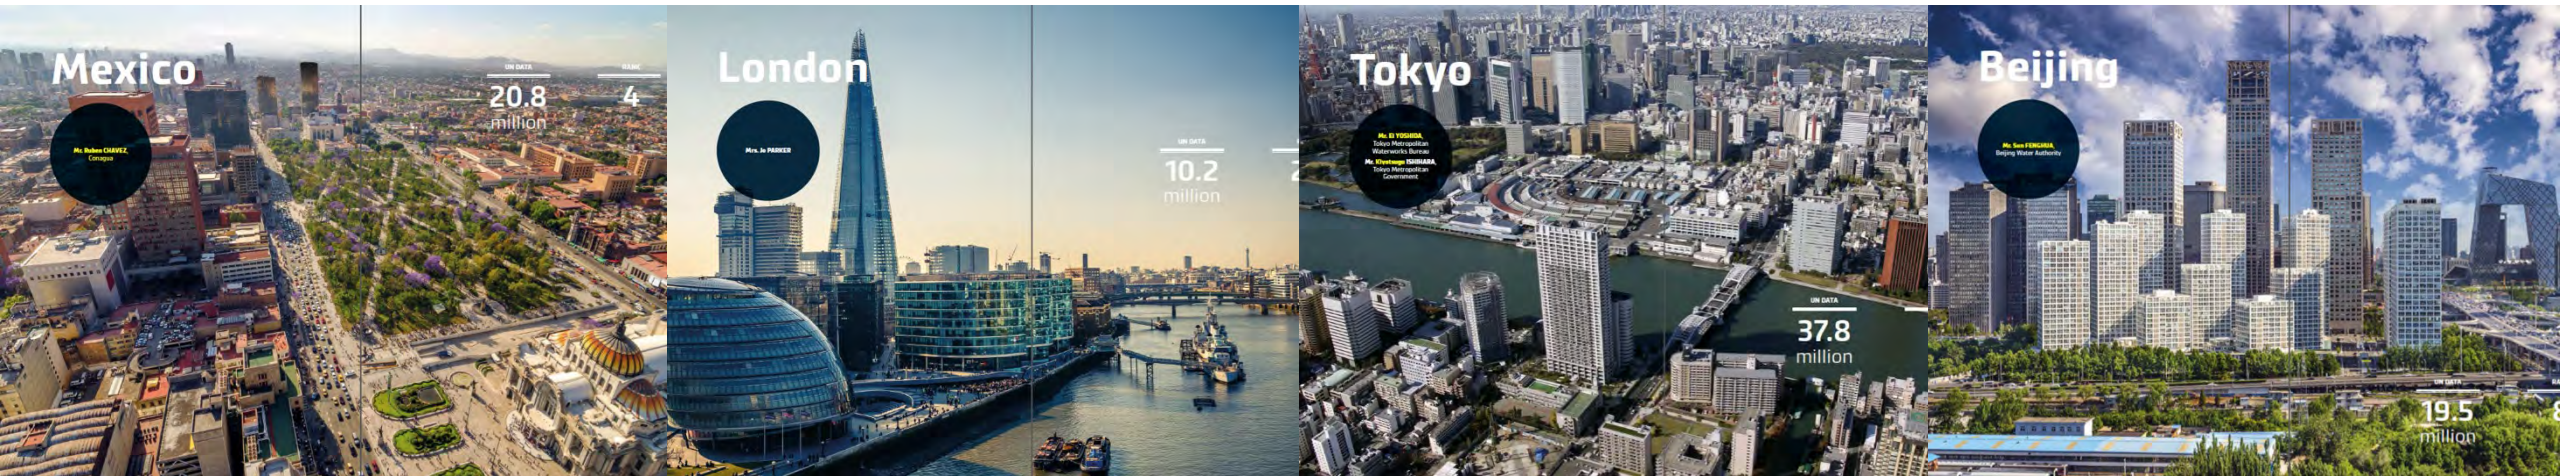 Mexico
UN DATA
20.8
million
RANK
4
Mr. Ruben CHAVEZ,
Conagua
London
Mrs. Jo PARKER
UN DATA
10.2
million
Tokyo
Mr. EI YOSHIDA,
Tokyo Metropolitan
Waterworks Bureau
Mr. Kiyotsugu ISHIHARA,
Tokyo Metropolitan
Government
UN DATA
37.8
million
Beijing
Mr. Sun FENGHUA,
Beijing Water Authority
UN DATA
19.5
million